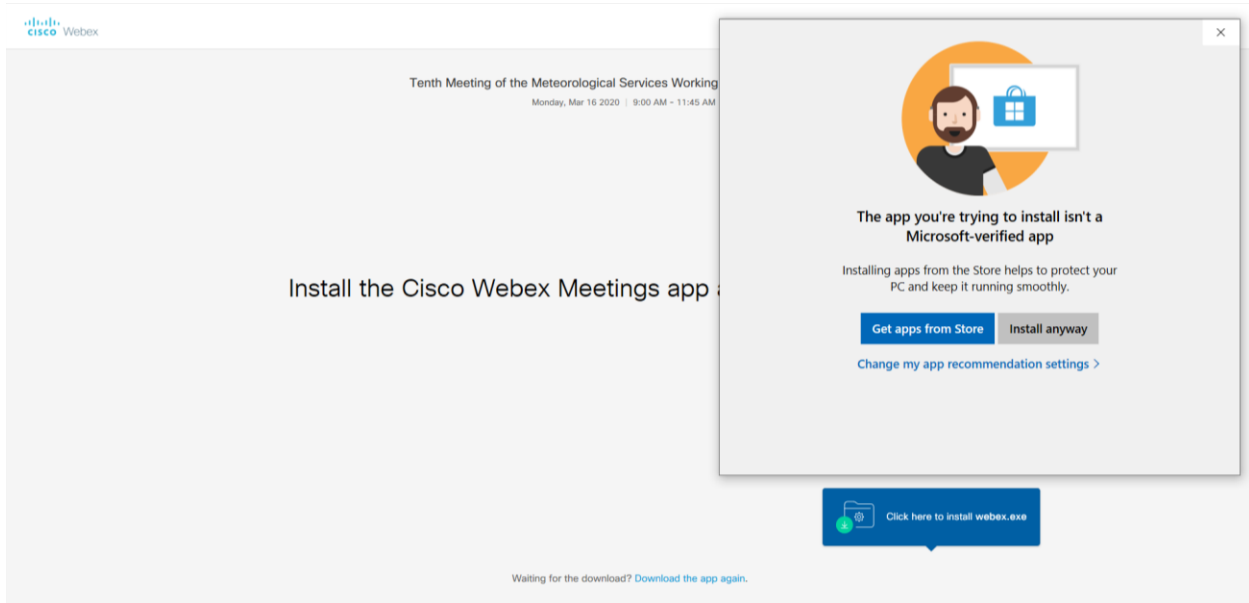 CISCO Webex
Tenth Meeting of the Meteorological Services Working
Monday, Mar 16 2020 | 9:00 AM - 11:45 AM
Install the Cisco Webex Meetings app
The app you're trying to install isn't a
Microsoft-verified app
Installing apps from the Store helps to protect your
PC and keep it running smoothly.
Get apps from Store
Install anyway
Change my app recommendation settings >
Click here to install webex.exe
Waiting for the download? Download the app again.